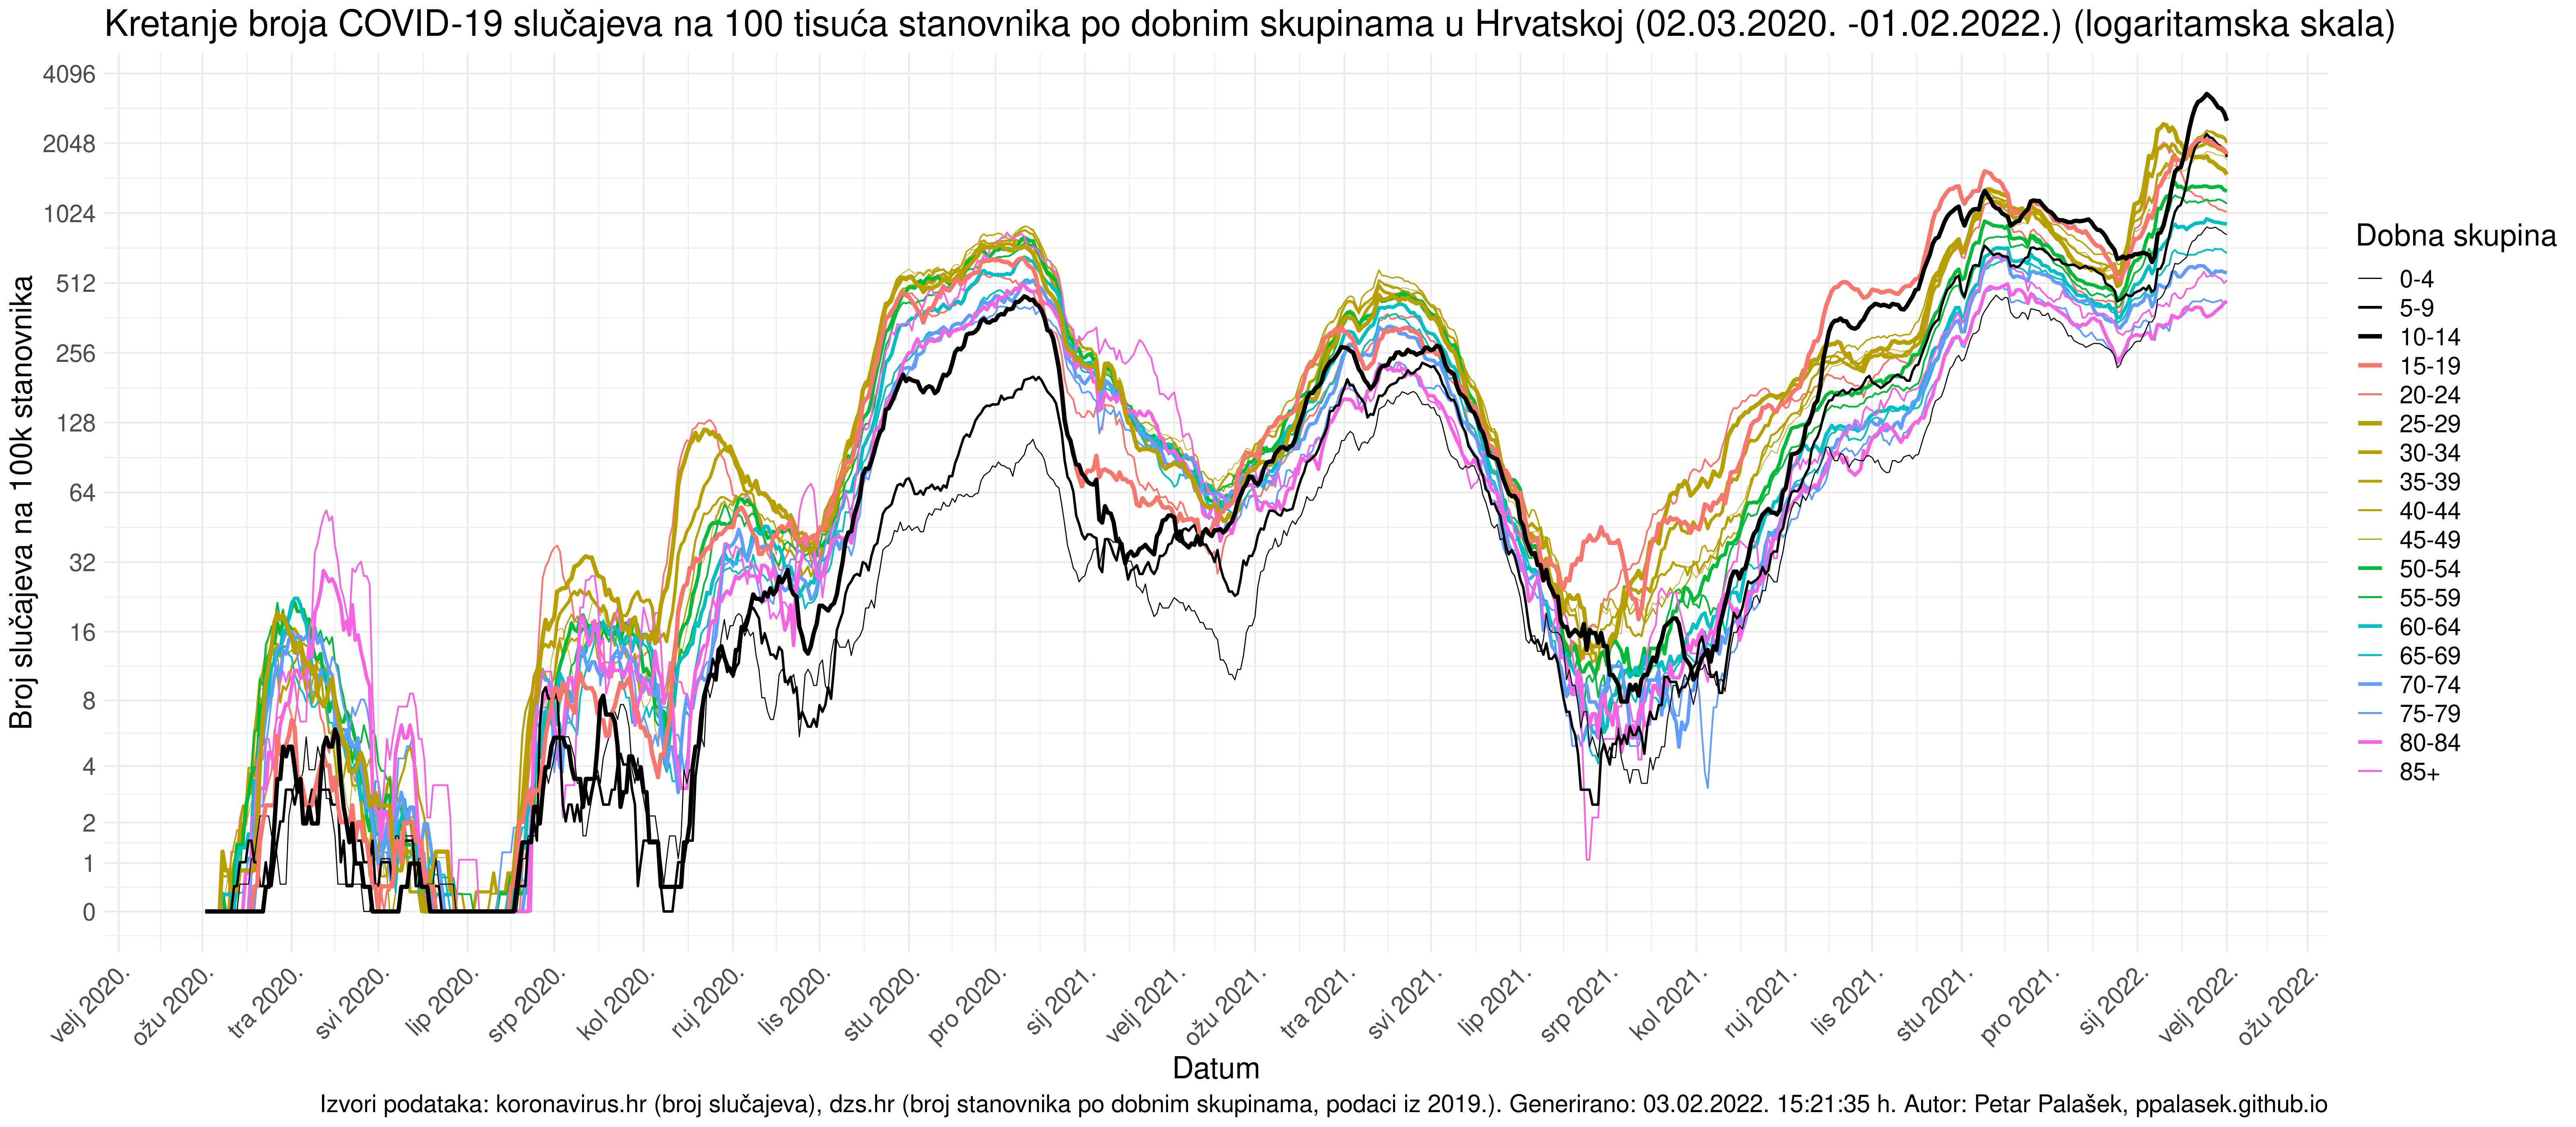 Kretanje broja COVID-19 slučajeva na 100 tisuća stanovnika po dobnim skupinama u Hrvatskoj (02.03.2020. -01.02.2022.) (logaritamska skala)
Broj slučajeva na 100k stanovnika
4096
2048
1024
512
256
128
64
32
16
8
4
2
1
0
velj 2020.
ožu 2020.
tra 2020.
svi 2020.
lip 2020.
srp 2020.
kol 2020.
ruj 2020.
lis 2020.
stu 2020.
pro 2020.
sij 2021.
velj 2021.
ožu 2021.
tra 2021.
svi 2021.
lip 2021.
srp 2021.
kol 2021.
ruj 2021.
lis 2021.
stu 2021.
pro 2021.
sij 2022.
velj 2022.
ožu 2022.
Datum
Dobna skupina
0-4
5-9
10-14
15-19
20-24
25-29
30-34
35-39
40-44
45-49
50-54
55-59
60-64
65-69
70-74
75-79
80-84
85+
Izvori podataka: koronavirus.hr (broj slučajeva), dzs.hr (broj stanovnika po dobnim skupinama, podaci iz 2019.). Generirano: 03.02.2022. 15:21:35 h. Autor: Petar Palašek, ppalasek.github.io